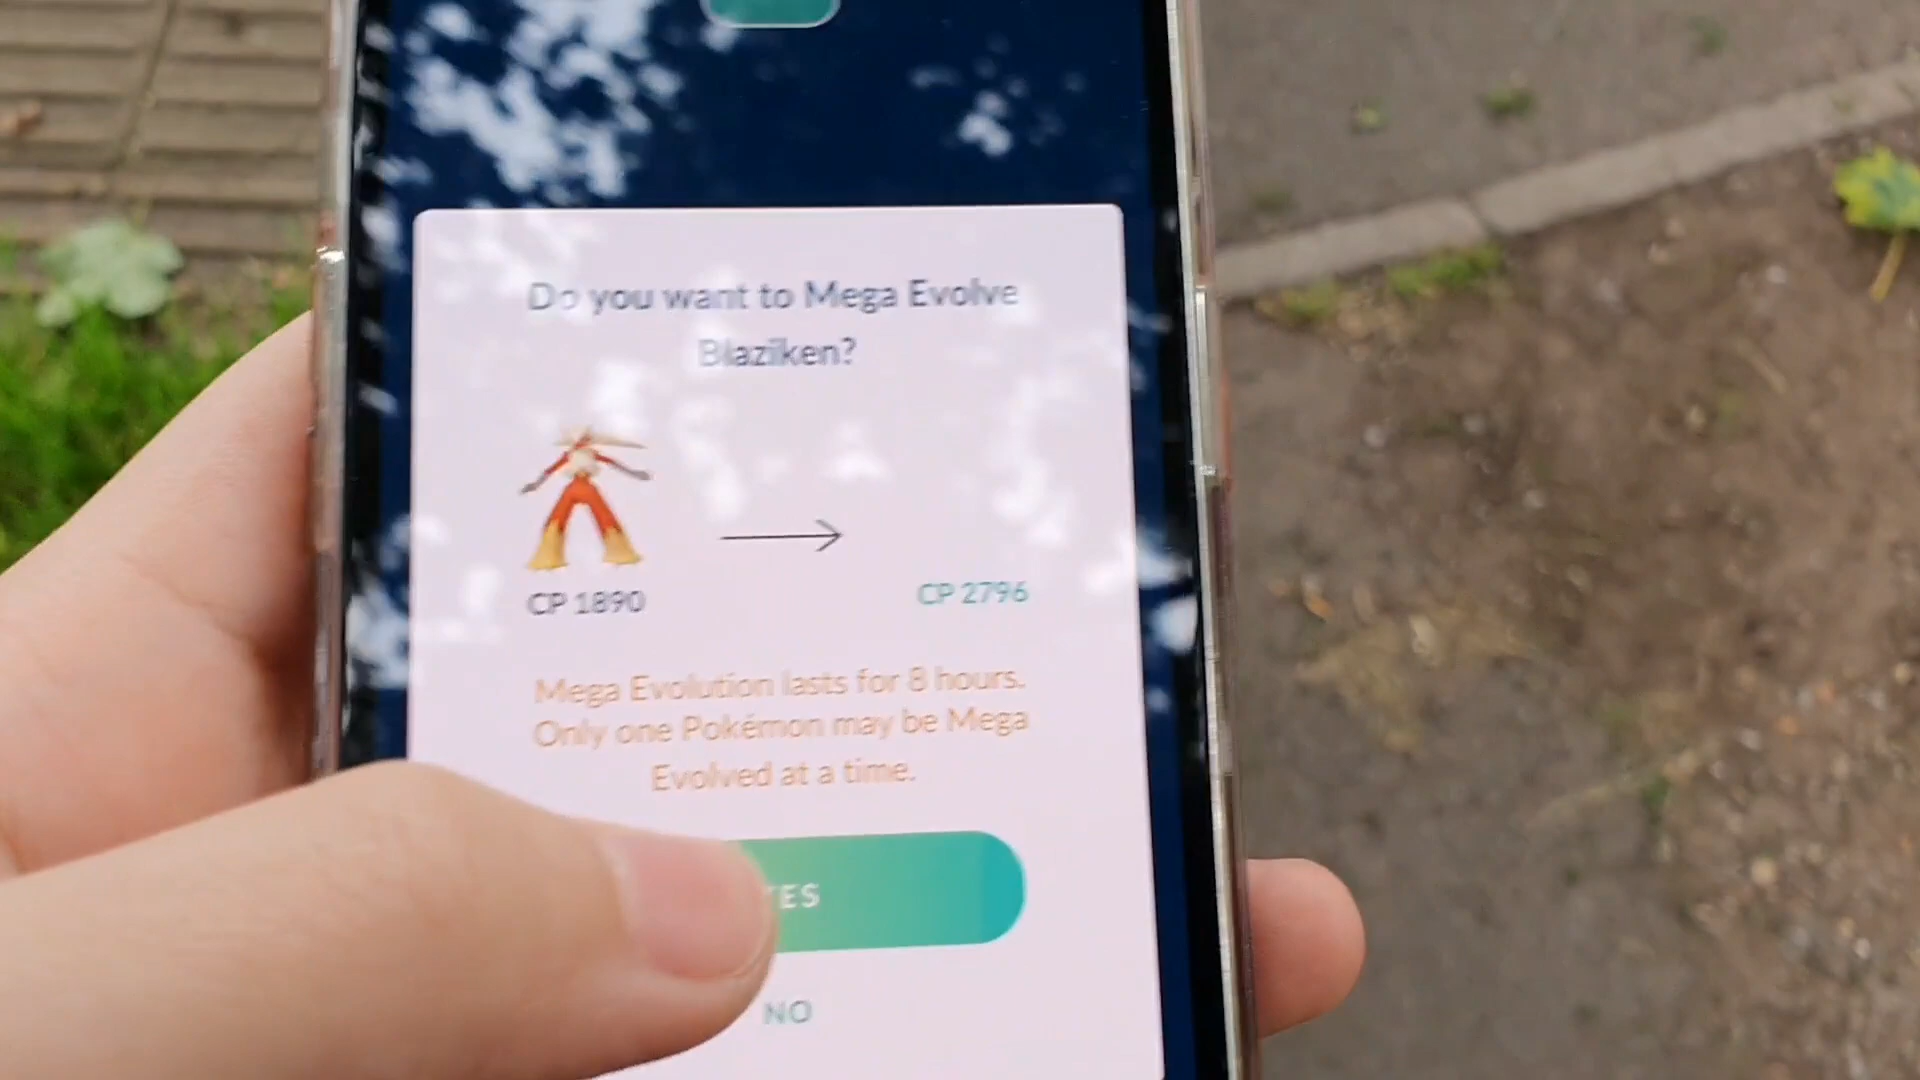 Do you want to Mega Evolve
Blaziken?
CP 1890
CP 2796
Mega Evolution lasts for 8 hours.
Only one Pokémon may be Mega
Evolved at a time.
YES
NO